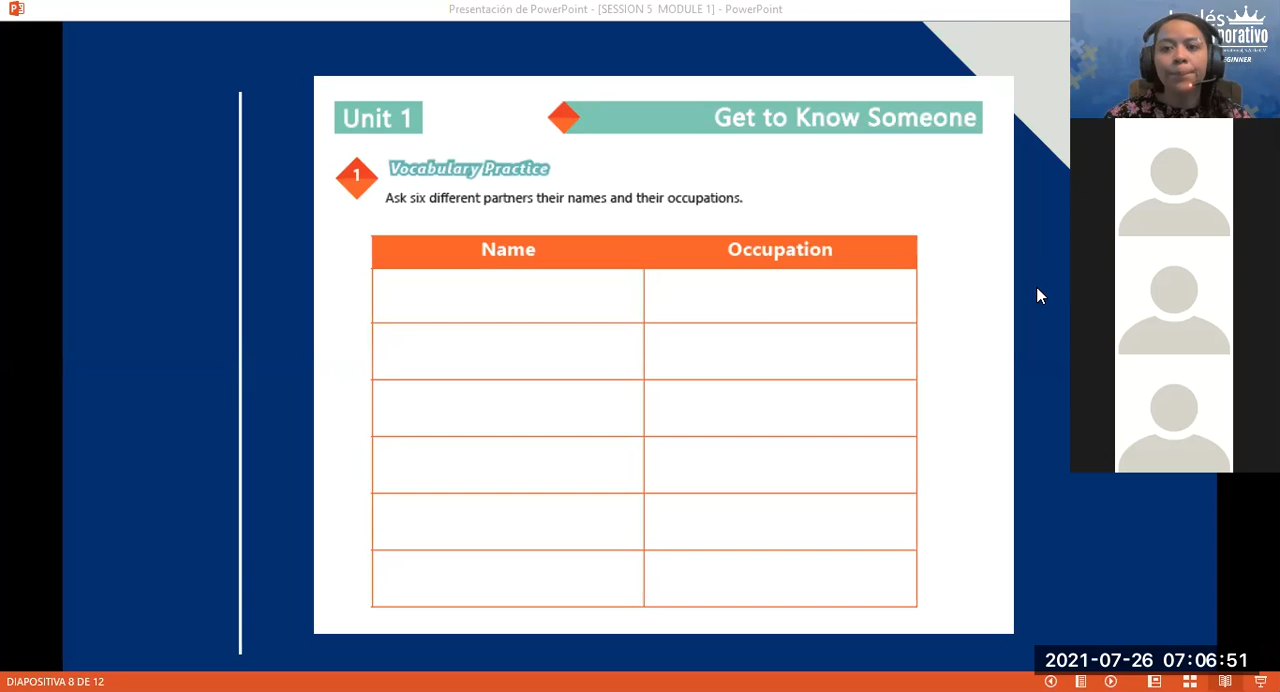 Presentación de PowerPoint - [SESSION 5 MODULE 1] - PowerPoint
Unit 1
Get to Know Someone
1
Vocabulary Practice
Ask six different partners their names and their occupations.
Name
Occupation
2021-07-26 07:06:51
DIAPOSITIVA 8 DE 12